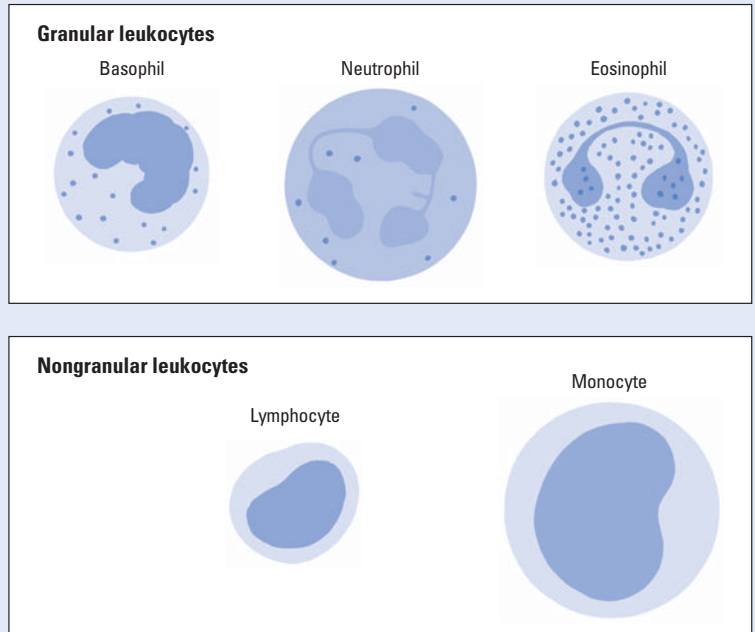 Granular leukocytes
Basophil
Neutrophil
Eosinophil
Nongranular leukocytes
Monocyte
Lymphocyte